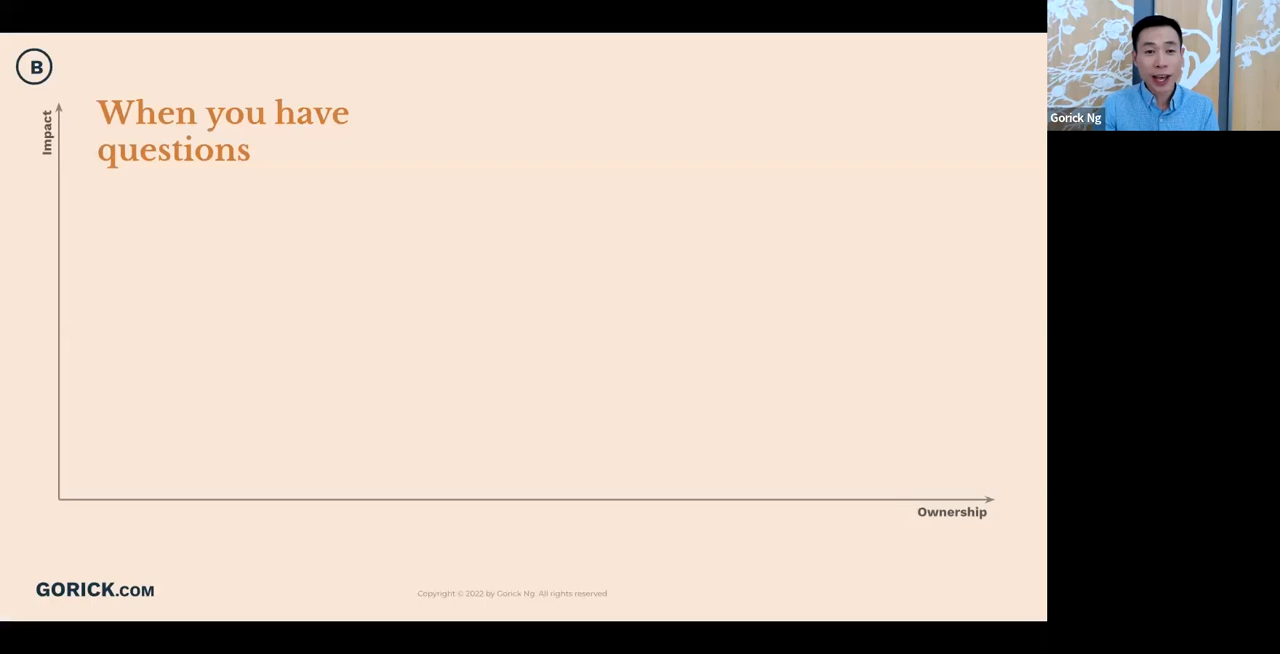 B
Impact
When you have
questions
Ownership
GORICK.COM
Copyright © 2022 by Gorick Ng. All rights reserved
Gorick Ng